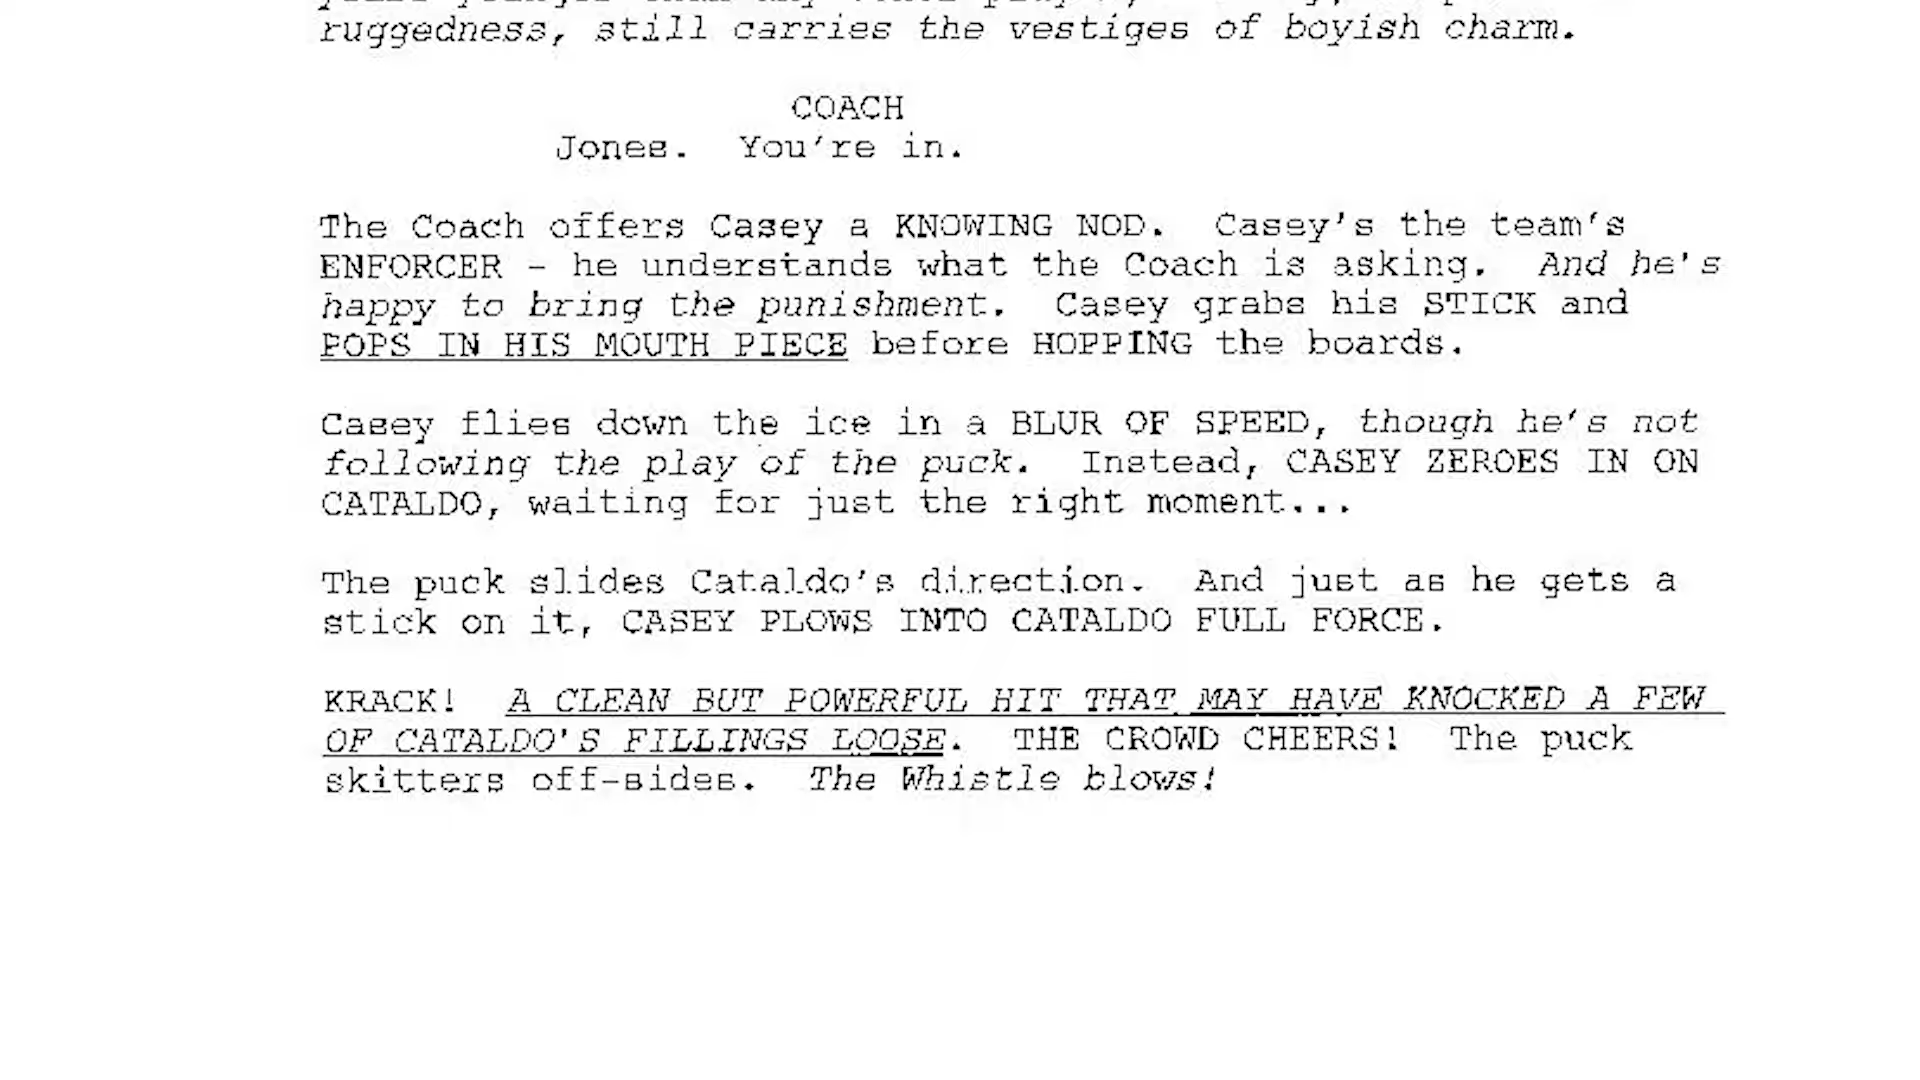 ruggedness, still carries the vestiges of boyish charm.
COACH
Jones. You're in.
The Coach offers Casey a KNOWING NOD. Casey's the team's
ENFORCER - he understands what the Coach is asking. And he's
happy to bring the punishment. Casey grabs his STICK and
POPS IN HIS MOUTH PIECE before HOPPING the boards.
Casey flies down the ice in a BLUR OF SPEED, though he's not
following the play of the puck. Instead, CASEY ZEROES IN ON
CATALDO, waiting for just the right moment...
The puck slides Cataldo's direction. And just as he gets a
stick on it, CASEY PLOWS INTO CATALDO FULL FORCE.
KRACK! A CLEAN BUT POWERFUL HIT THAT MAY HAVE KNOCKED A FEW
OF CATALDO'S FILLINGS LOOSE. THE CROWD CHEERS! The puck
skitters off-sides. The Whistle blows!